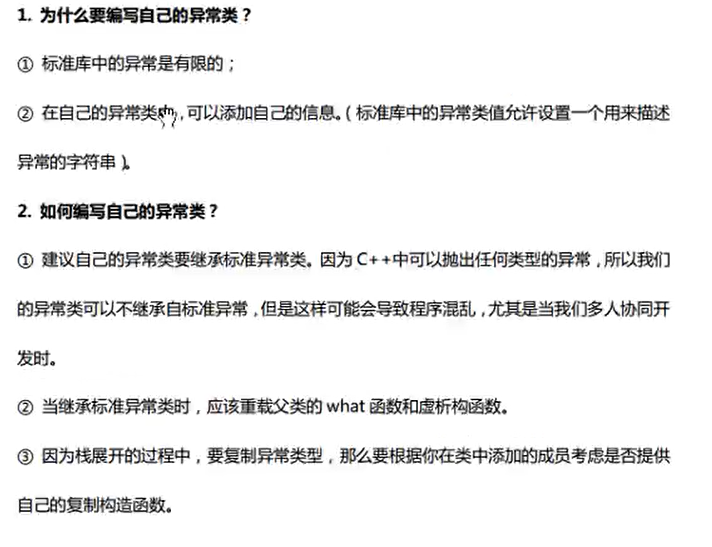 1. 为什么要编写自己的异常类？
① 标准库中的异常是有限的；
② 在自己的异常类中,可以添加自己的信息。（标准库中的异常类值允许设置一个用来描述
异常的字符串）。
2. 如何编写自己的异常类？
① 建议自己的异常类要继承标准异常类。因为C++中可以抛出任何类型的异常,所以我们
的异常类可以不继承自标准异常,但是这样可能会导致程序混乱,尤其是当我们多人协同开
发时。
② 当继承标准异常类时，应该重载父类的 what 函数和虚析构函数。
③ 因为栈展开的过程中，要复制异常类型，那么要根据你在类中添加的成员考虑是否提供
自己的复制构造函数。